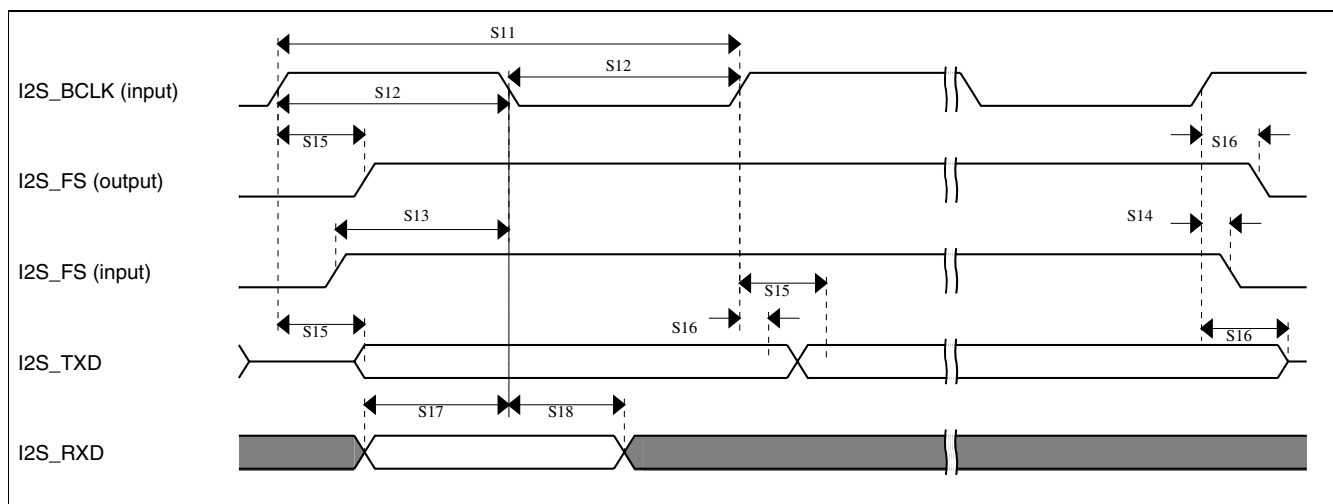 S11
I2S_BCLK (input)
S12
S12
S15
S16
I2S_FS (output)
S13
S14
I2S_FS (input)
S15
S15
S16
S16
I2S_TXD
S17
S18
I2S_RXD